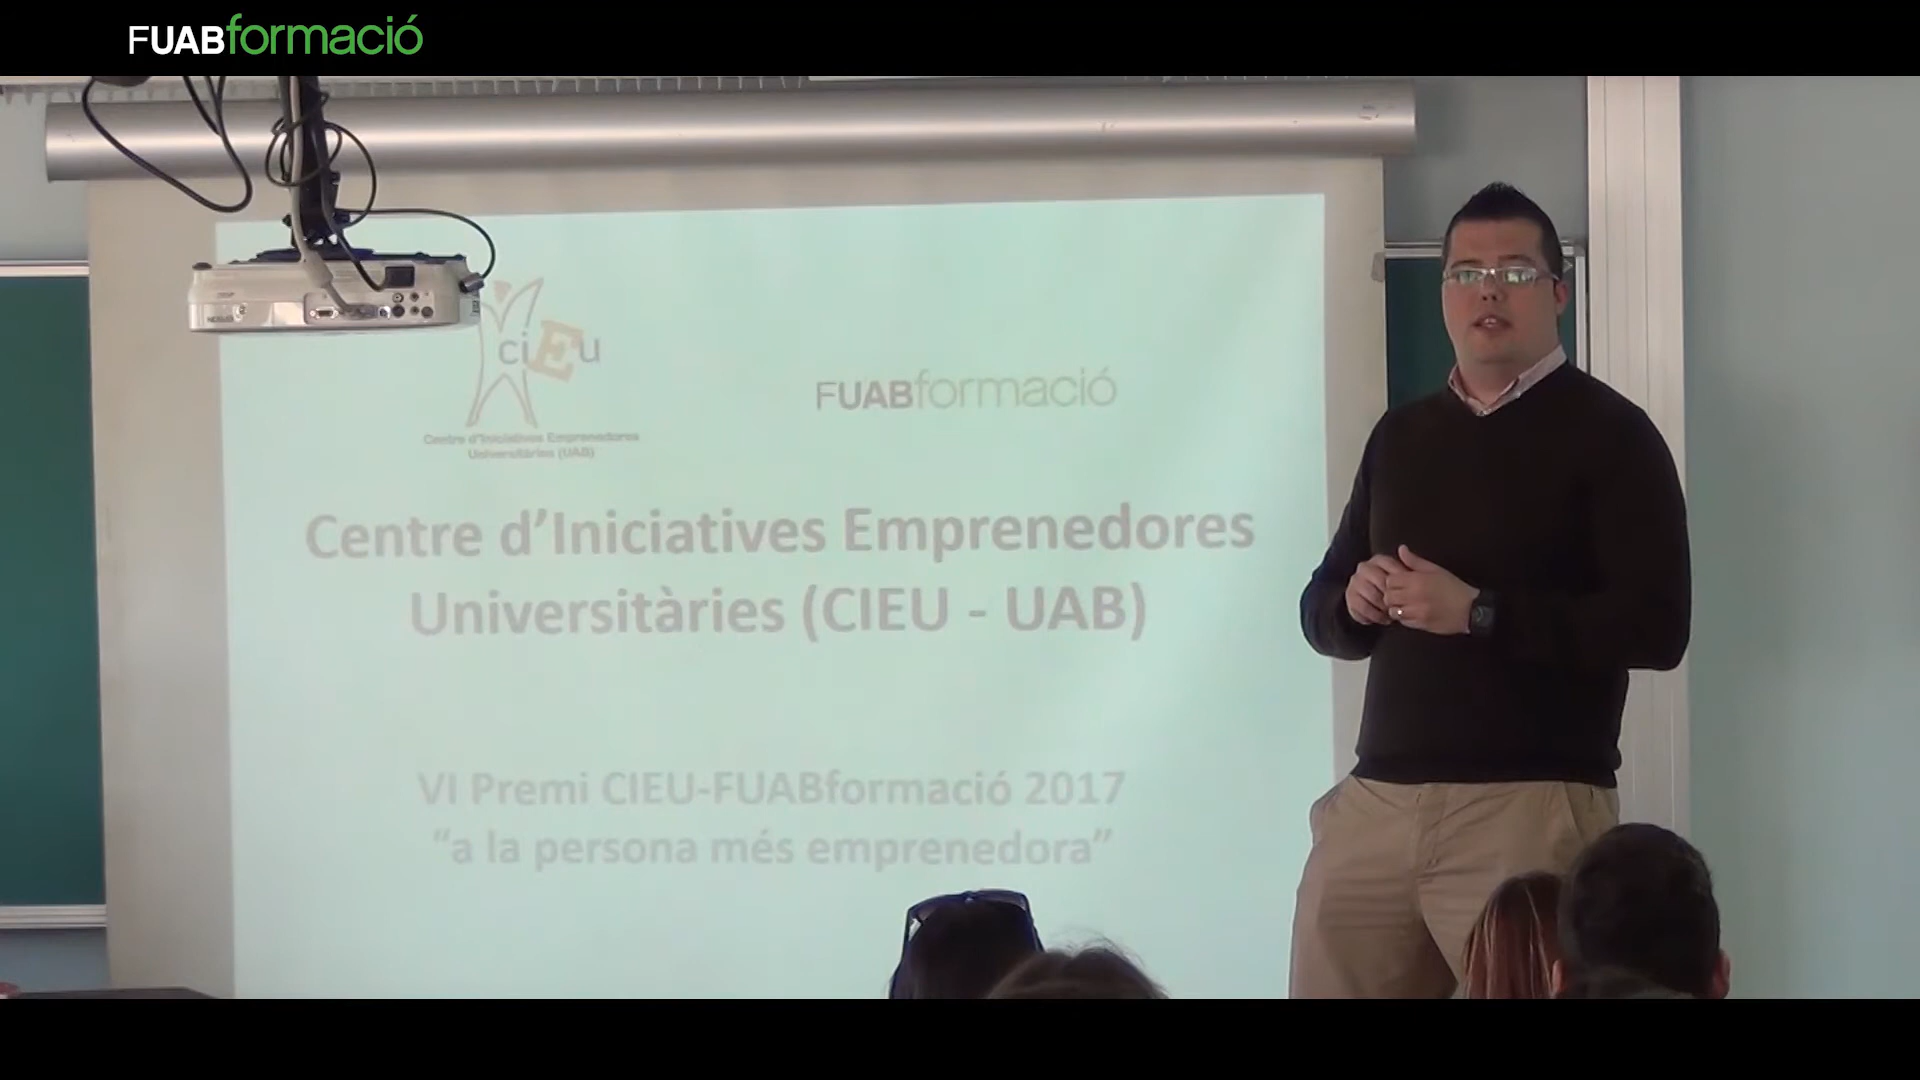 FUABformació
ciEu
FUABformació
Centre d'Iniciatives Emprenedores
Universitàries (UAB)
Centre d'Iniciatives Emprenedores
Universitàries (CIEU - UAB)
VI Premi CIEU-FUABformació 2017
"a la persona més emprenedora"